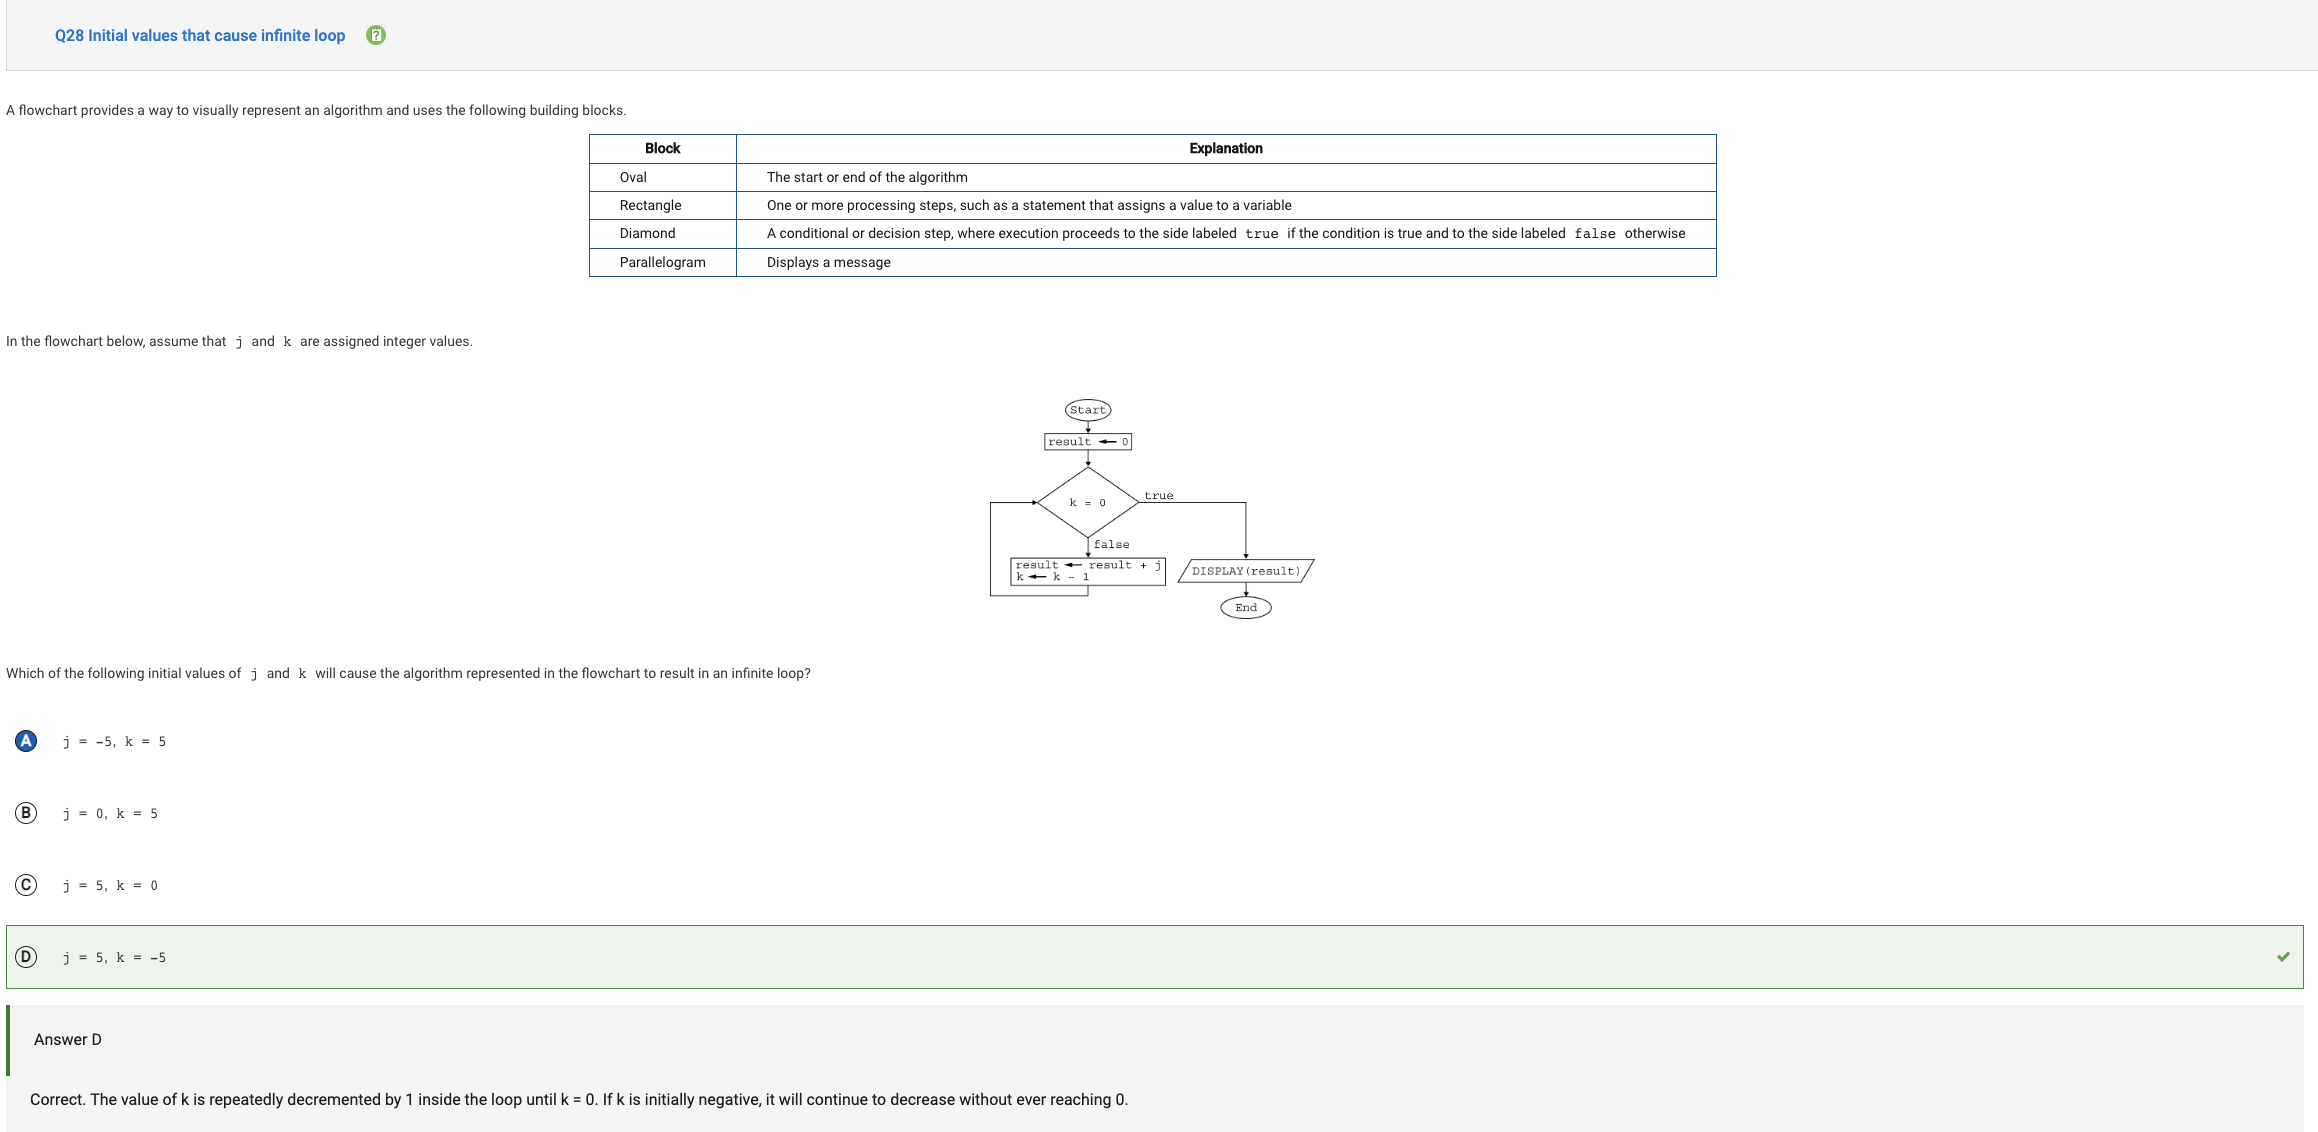 Q28 Initial values that cause infinite loop ?
A flowchart provides a way to visually represent an algorithm and uses the following building blocks.
Block Explanation
Oval The start or end of the algorithm
Rectangle One or more processing steps, such as a statement that assigns a value to a variable
Diamond A conditional or decision step, where execution proceeds to the side labeled true if the condition is true and to the side labeled false otherwise
Parallelogram Displays a message
In the flowchart below, assume that j and k are assigned integer values.
Start
result ← 0
k = 0
true
false
result ← result + j
k ← k - 1
DISPLAY(result)
End
Which of the following initial values of j and k will cause the algorithm represented in the flowchart to result in an infinite loop?
A j = -5, k = 5
B j = 0, k = 5
C j = 5, k = 0
D j = 5, k = -5
Answer D
Correct. The value of k is repeatedly decremented by 1 inside the loop until k = 0. If k is initially negative, it will continue to decrease without ever reaching 0.